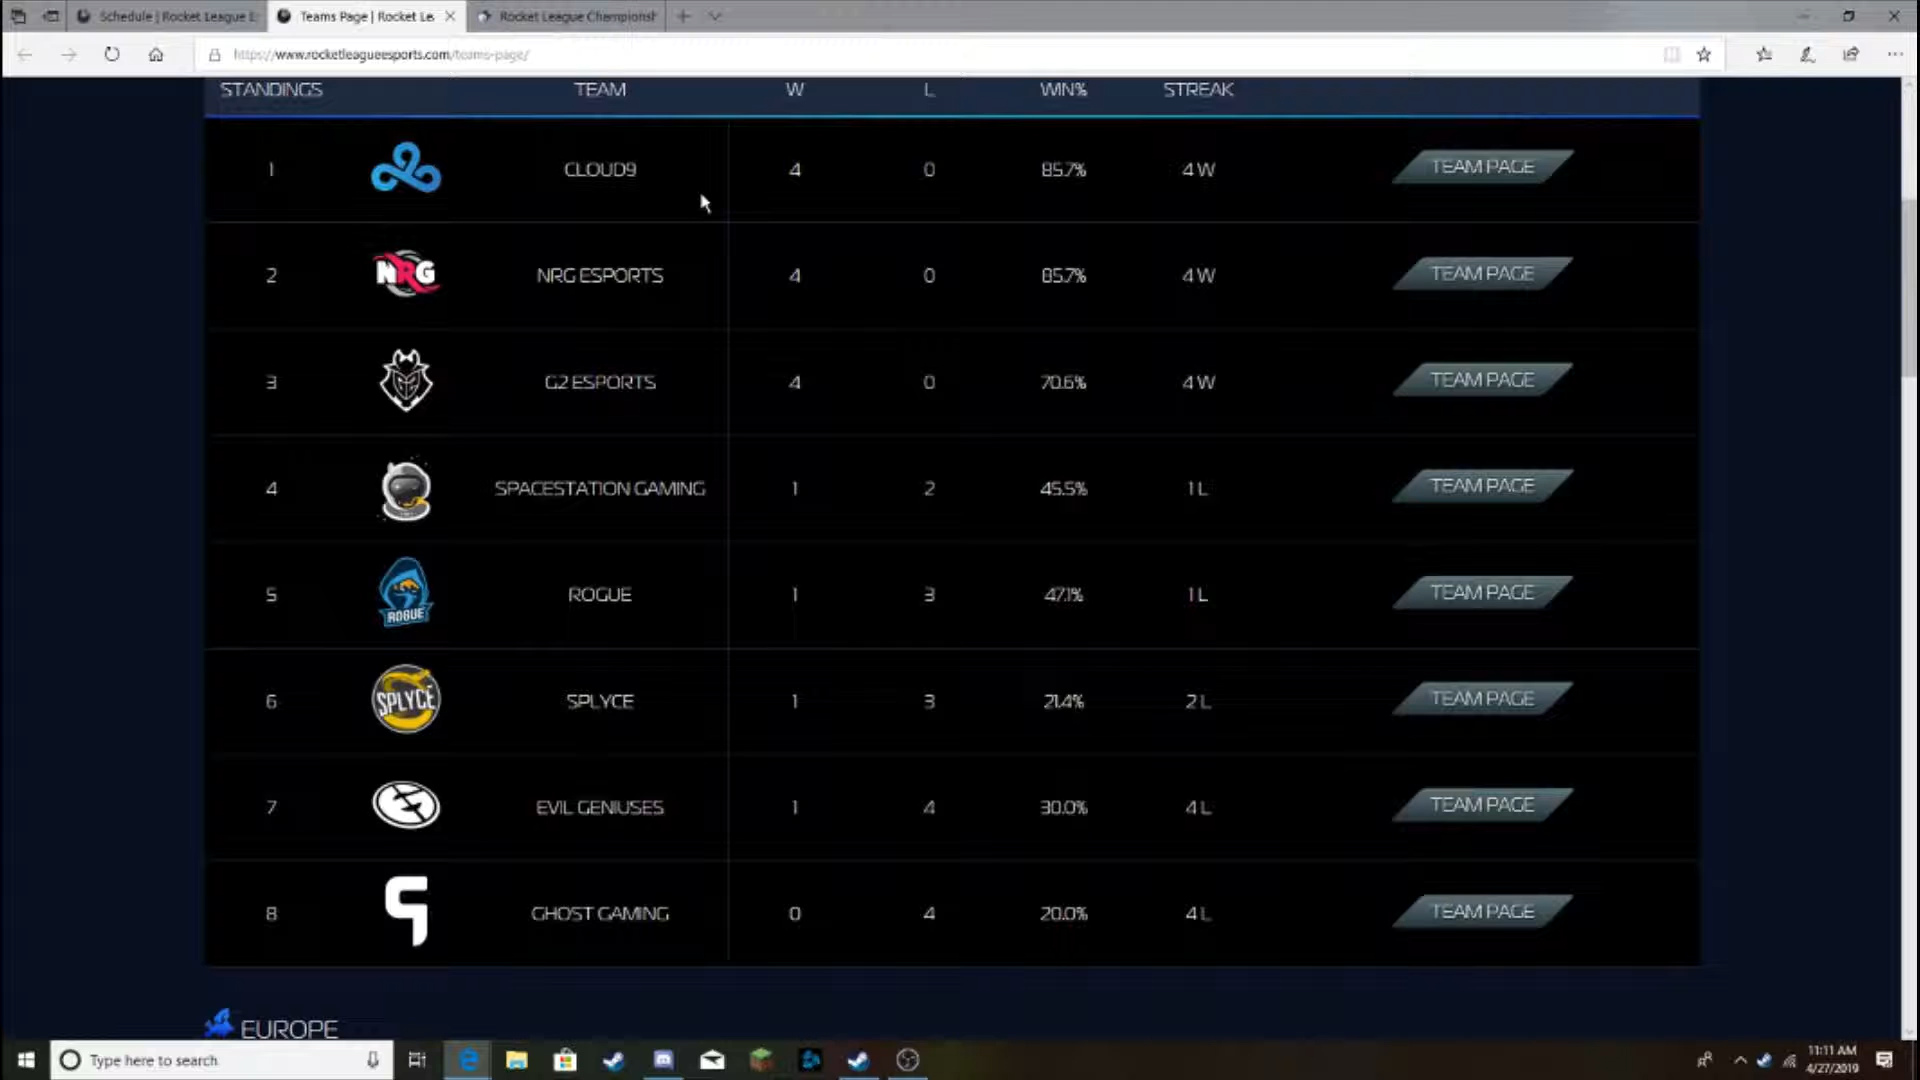 Schedule | Rocket League E
Teams Page | Rocket Le
Rocket League Championsh
https://www.rocketleagueesports.com/teams-page/
STANDINGS TEAM W L WIN% STREAK
1 CLOUD9 4 0 85.7% 4 W TEAM PAGE
2 NRG NRG ESPORTS 4 0 85.7% 4 W TEAM PAGE
3 G2 ESPORTS 4 0 70.6% 4 W TEAM PAGE
4 SPACESTATION GAMING 1 2 45.5% 1 L TEAM PAGE
5 ROGUE ROGUE 1 3 47.1% 1 L TEAM PAGE
6 SPLYCE SPLYCE 1 3 21.4% 2 L TEAM PAGE
7 EVIL GENIUSES 1 4 30.0% 4 L TEAM PAGE
8 GHOST GAMING 0 4 20.0% 4 L TEAM PAGE
EUROPE
Type here to search
11:11 AM
4/27/2019